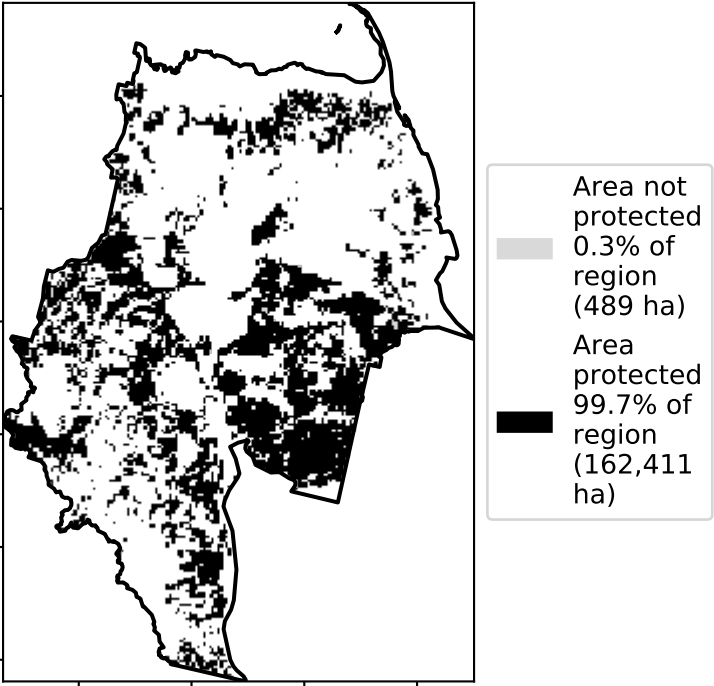 Area not
protected
0.3% of
region
(489 ha)
Area
protected
99.7% of
region
(162,411
ha)